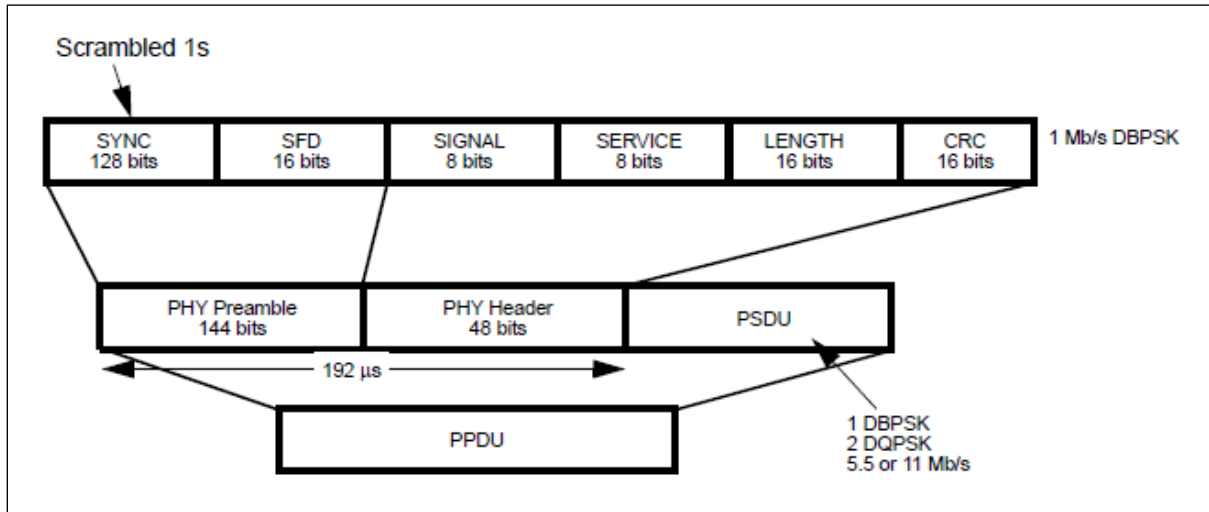 Scrambled 1s
SYNC
128 bits
SFD
16 bits
SIGNAL
8 bits
SERVICE
8 bits
LENGTH
16 bits
CRC
16 bits
1 Mb/s DBPSK
PHY Preamble
144 bits
PHY Header
48 bits
PSDU
192 μs
PPDU
1 DBPSK
2 DQPSK
5.5 or 11 Mb/s